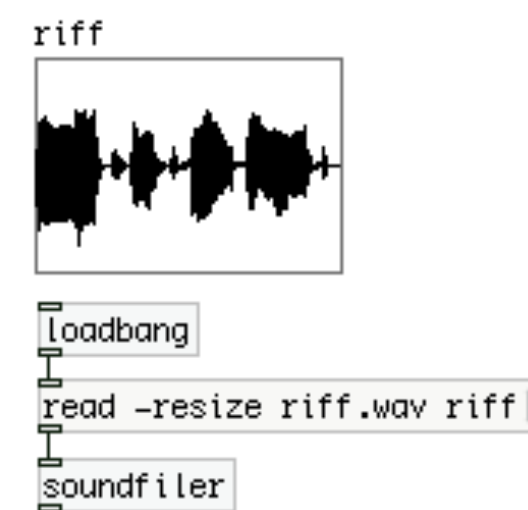 riff
loadbang
read -resize riff.wav riff
soundfiler